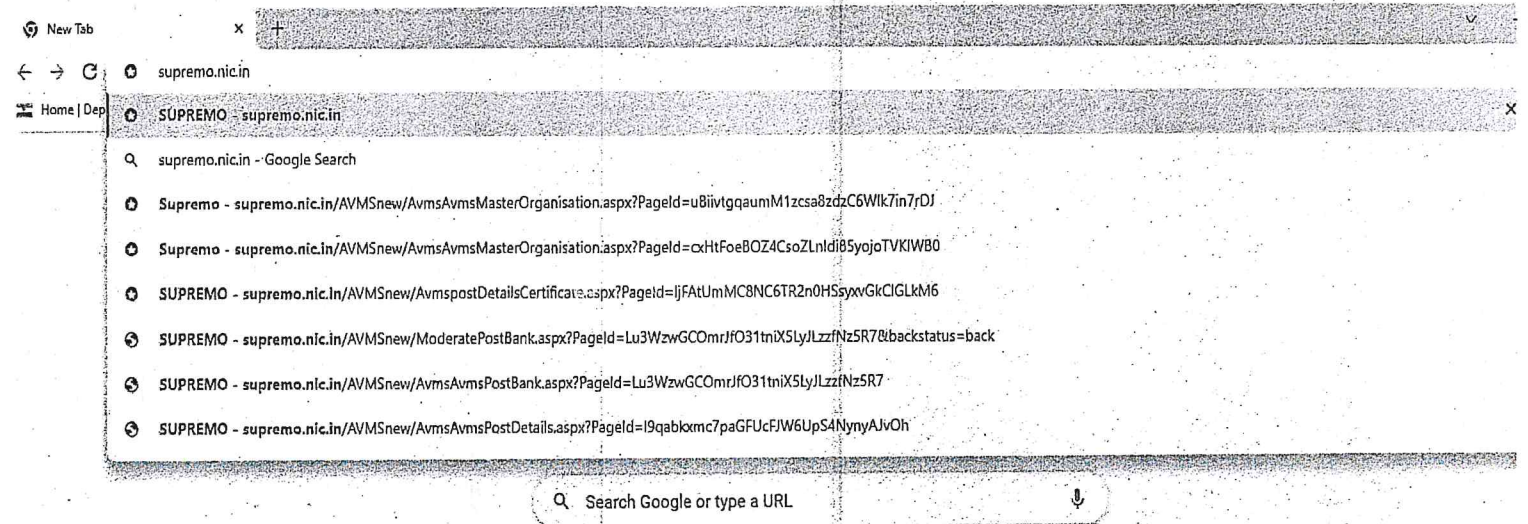 New Tab
supremo.nic.in
Home | Dep
SUPREMO - supremo.nic.in
supremo.nic.in - Google Search
Supremo - supremo.nic.in/AVMSnew/AvmsAvmsMasterOrganisation.aspx?PageId=uBiivtgqaumM1zcsa8zdzC6Wlk7in7rDJ
Supremo - supremo.nic.in/AVMSnew/AvmsAvmsMasterOrganisation.aspx?PageId=cxHtFoeBOZ4CsoZLnldi85yojoTVKIWB0
SUPREMO - supremo.nic.in/AVMSnew/AvmspostDetailsCertificate.aspx?PageId=IjFAtUmMC8NC6TR2n0HSsyxvGkCIGLkM6
SUPREMO - supremo.nic.in/AVMSnew/ModeratePostBank.aspx?PageId=Lu3WzwGCOmrJfO31tniX5LyJLzzfNz5R7&backstatus=back
SUPREMO - supremo.nic.in/AVMSnew/AvmsAvmsPostBank.aspx?PageId=Lu3WzwGCOmrJfO31tniX5LyJLzzfNz5R7
SUPREMO - supremo.nic.in/AVMSnew/AvmsAvmsPostDetails.aspx?PageId=I9qabkxmc7paGFUcFJW6UpS4NynyAJvOh
Search Google or type a URL